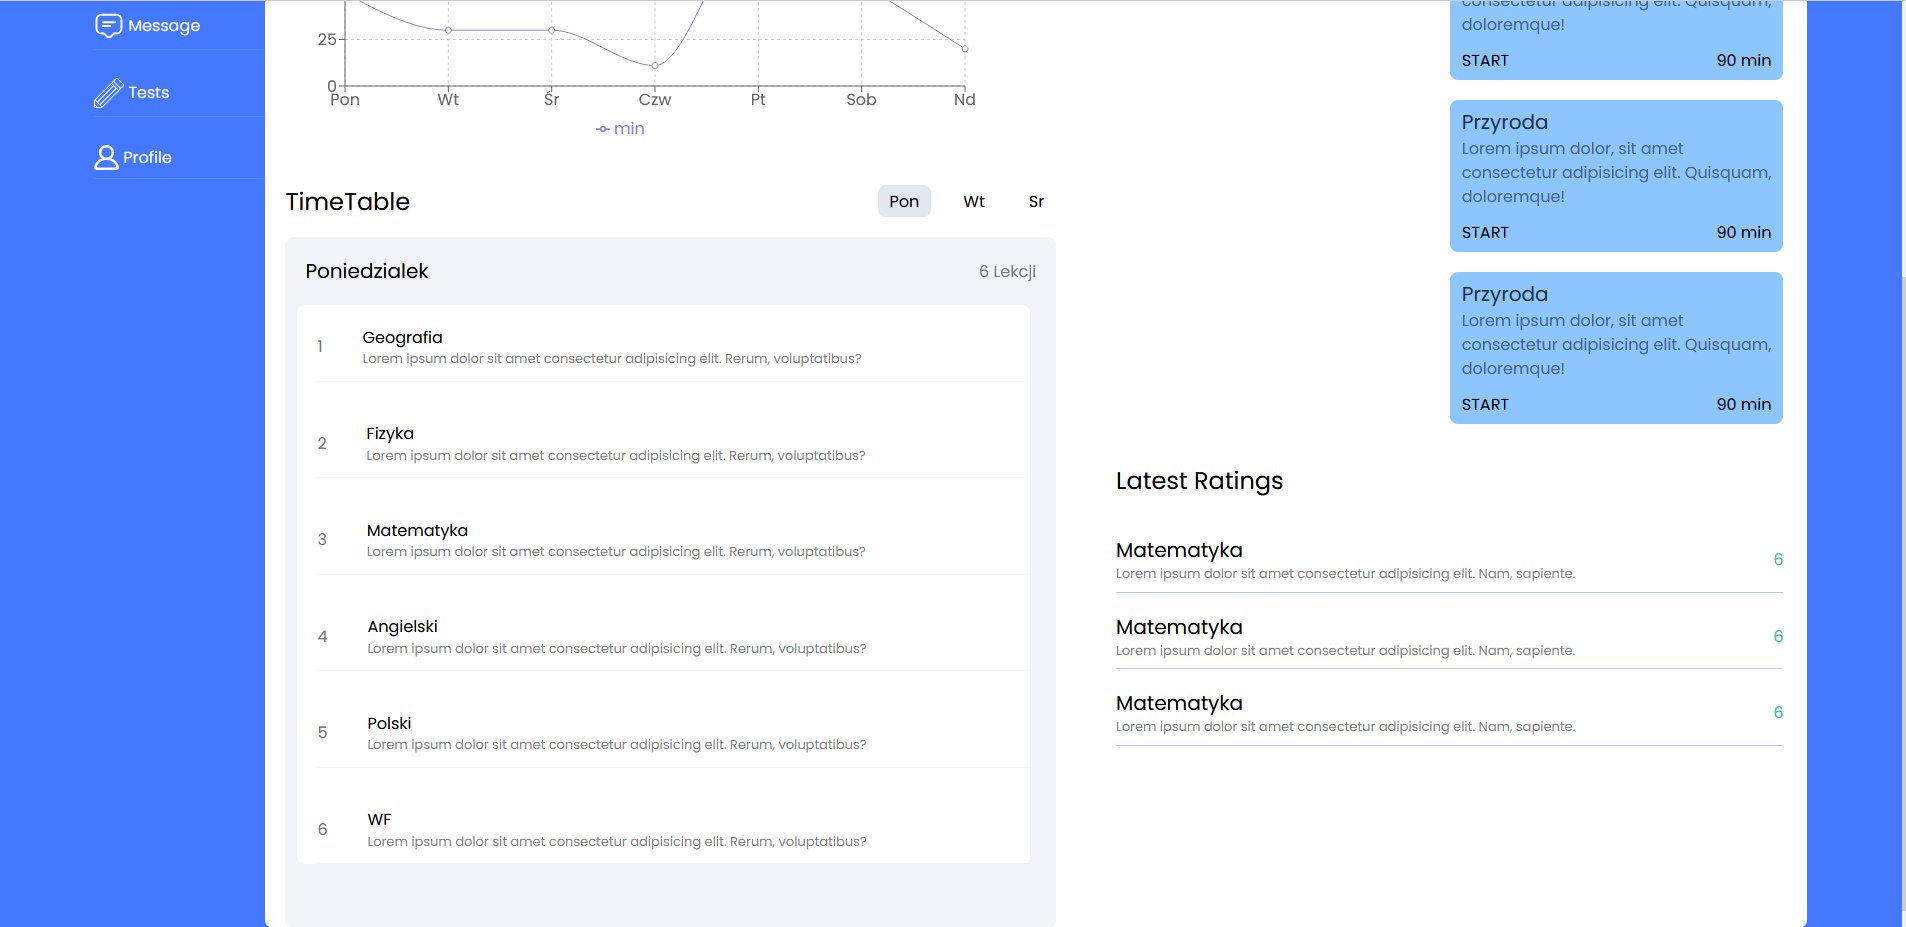 Message
Tests
Profile
25
0
Pon Wt Śr Czw Pt Sob Nd
min
TimeTable
Pon Wt Sr
Poniedzialek
6 Lekcji
1
Geografia
Lorem ipsum dolor sit amet consectetur adipisicing elit. Rerum, voluptatibus?
2
Fizyka
Lorem ipsum dolor sit amet consectetur adipisicing elit. Rerum, voluptatibus?
3
Matematyka
Lorem ipsum dolor sit amet consectetur adipisicing elit. Rerum, voluptatibus?
4
Angielski
Lorem ipsum dolor sit amet consectetur adipisicing elit. Rerum, voluptatibus?
5
Polski
Lorem ipsum dolor sit amet consectetur adipisicing elit. Rerum, voluptatibus?
6
WF
Lorem ipsum dolor sit amet consectetur adipisicing elit. Rerum, voluptatibus?
consectetur adipisicing elit. Quisquam,
doloremque!
START 90 min
Przyroda
Lorem ipsum dolor, sit amet
consectetur adipisicing elit. Quisquam,
doloremque!
START 90 min
Przyroda
Lorem ipsum dolor, sit amet
consectetur adipisicing elit. Quisquam,
doloremque!
START 90 min
Latest Ratings
Matematyka
Lorem ipsum dolor sit amet consectetur adipisicing elit. Nam, sapiente.
6
Matematyka
Lorem ipsum dolor sit amet consectetur adipisicing elit. Nam, sapiente.
6
Matematyka
Lorem ipsum dolor sit amet consectetur adipisicing elit. Nam, sapiente.
6